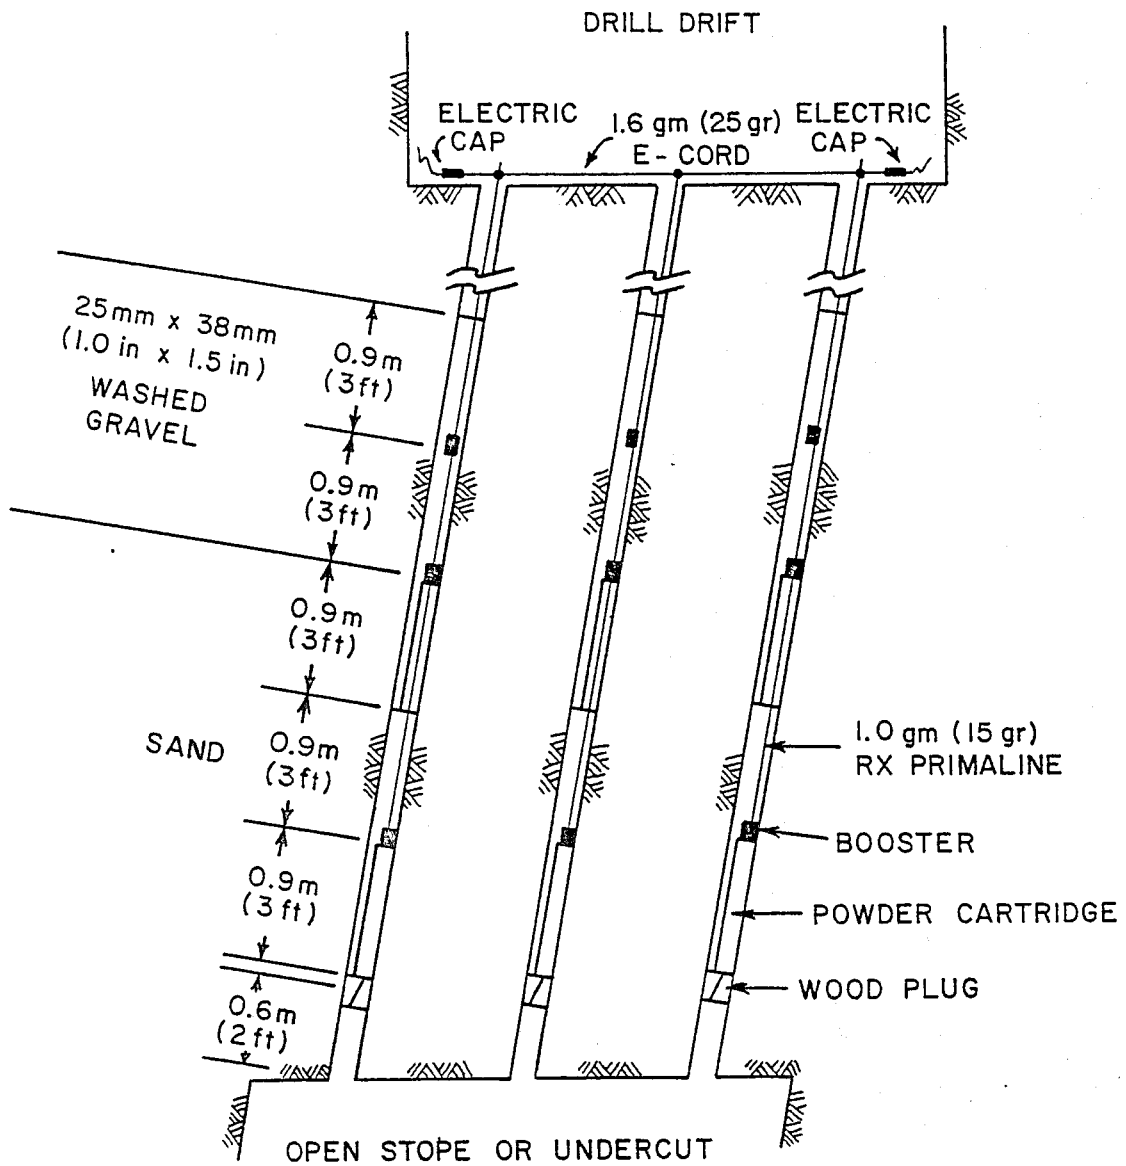 DRILL DRIFT
ELECTRIC
CAP
1.6 gm (25 gr)
E - CORD
ELECTRIC
CAP
25mm x 38mm
(1.0 in x 1.5 in)
WASHED
GRAVEL
0.9m
(3ft)
0.9m
(3ft)
0.9m
(3ft)
SAND
0.9m
(3ft)
0.9m
(3ft)
0.6m
(2ft)
1.0 gm (15 gr)
RX PRIMALINE
BOOSTER
POWDER CARTRIDGE
WOOD PLUG
OPEN STOPE OR UNDERCUT